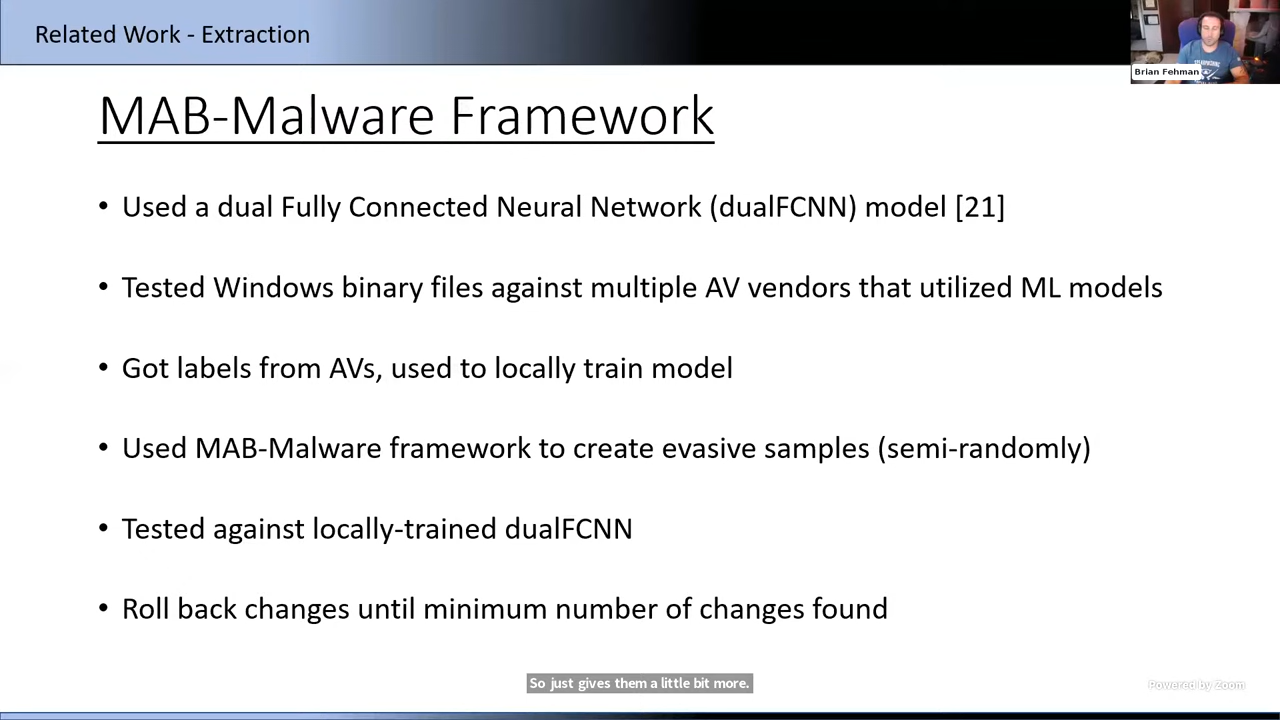 Related Work - Extraction
Brian Fehman
MAB-Malware Framework
• Used a dual Fully Connected Neural Network (dualFCNN) model [21]
• Tested Windows binary files against multiple AV vendors that utilized ML models
• Got labels from AVs, used to locally train model
• Used MAB-Malware framework to create evasive samples (semi-randomly)
• Tested against locally-trained dualFCNN
• Roll back changes until minimum number of changes found
So just gives them a little bit more.
Powered by Zoom